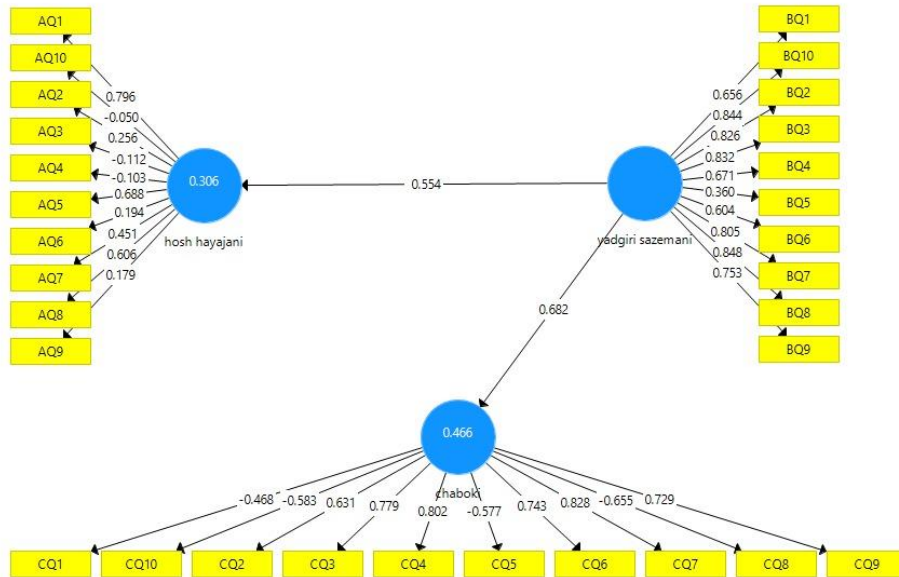 AQ1
AQ10
AQ2
AQ3
AQ4
AQ5
AQ6
AQ7
AQ8
AQ9
0.796
-0.050
0.256
-0.112
-0.103
0.688
0.194
0.451
0.606
0.179
0.306
hosh hayajani
0.554
yadgiri sazemani
0.656
0.844
0.826
0.832
0.671
0.360
0.604
0.805
0.848
0.753
BQ1
BQ10
BQ2
BQ3
BQ4
BQ5
BQ6
BQ7
BQ8
BQ9
0.682
0.466
chaboki
-0.468 -0.583 0.631 0.779 0.802 -0.577 0.743 0.828 -0.655 0.729
CQ1 CQ10 CQ2 CQ3 CQ4 CQ5 CQ6 CQ7 CQ8 CQ9